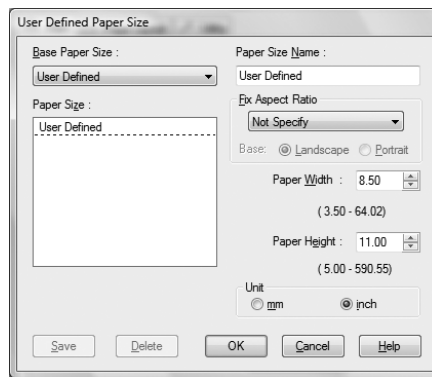 User Defined Paper Size
Base Paper Size :
User Defined
Paper Size :
User Defined
Paper Size Name :
User Defined
Fix Aspect Ratio
Not Specify
Base: Landscape Portrait
Paper Width : 8.50
( 3.50 - 64.02)
Paper Height : 11.00
( 5.00 - 590.55)
Unit
mm inch
Save Delete OK Cancel Help